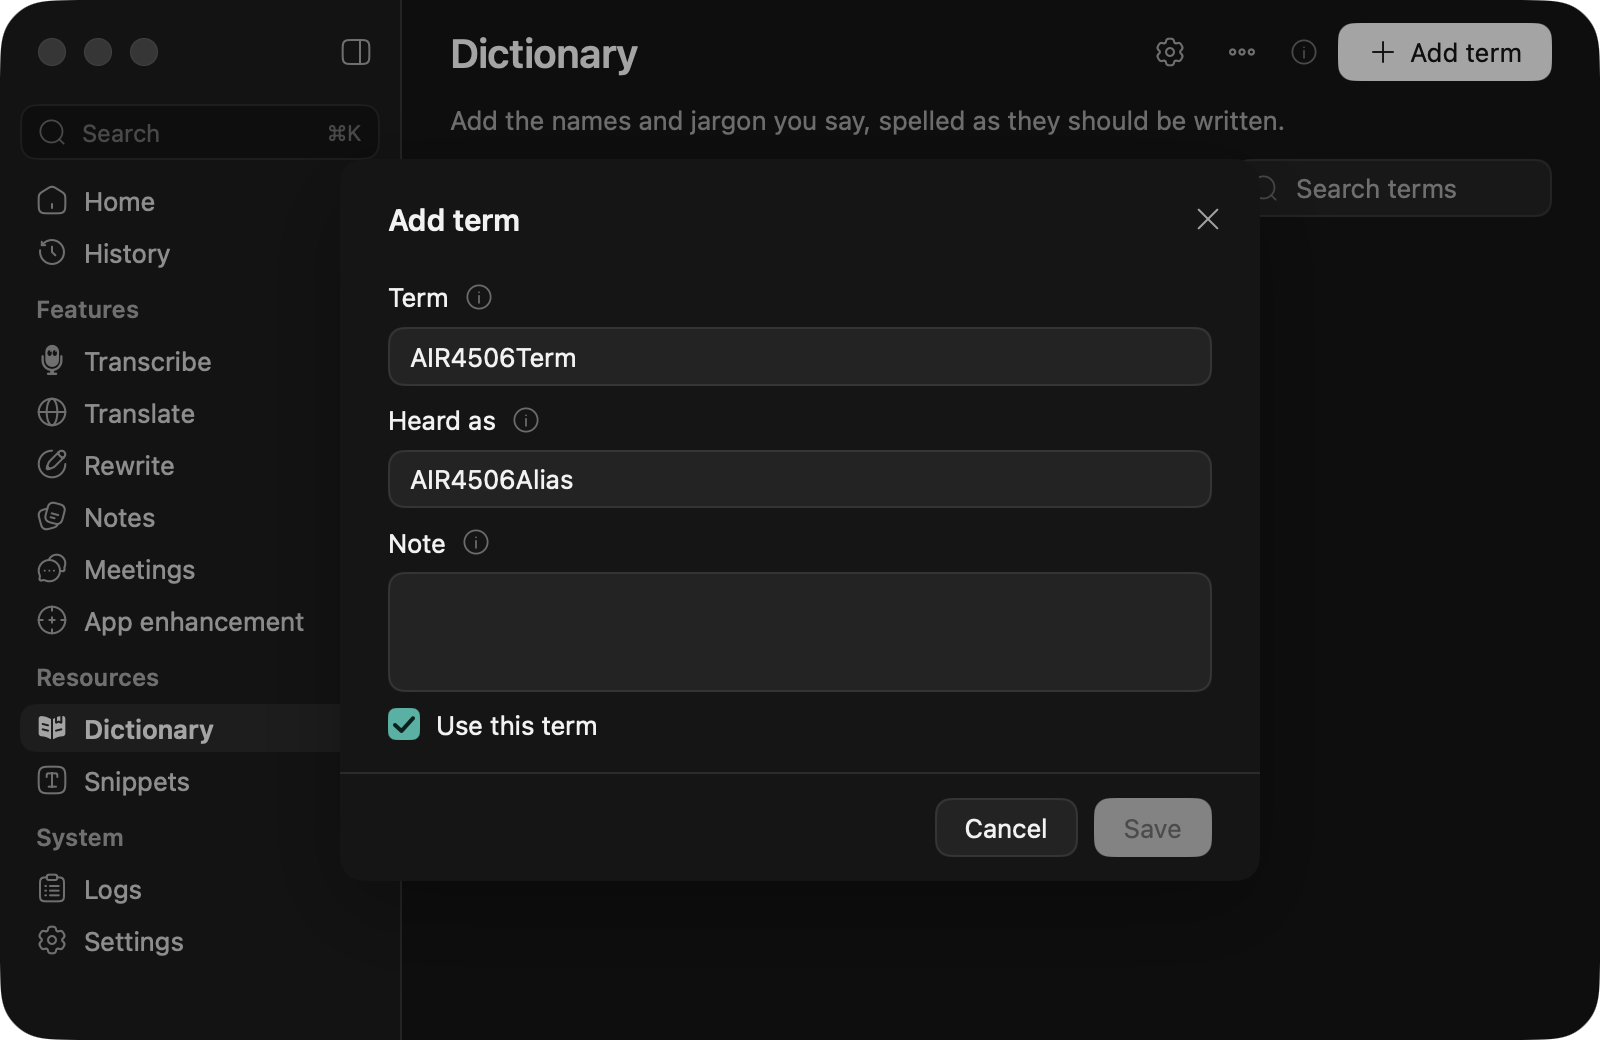 Search ⌘K
Home
History
Features
Transcribe
Translate
Rewrite
Notes
Meetings
App enhancement
Resources
Dictionary
Snippets
System
Logs
Settings
Dictionary
Add term
Add the names and jargon you say, spelled as they should be written.
Search terms
Add term
Term
AIR4506Term
Heard as
AIR4506Alias
Note
Use this term
Cancel
Save